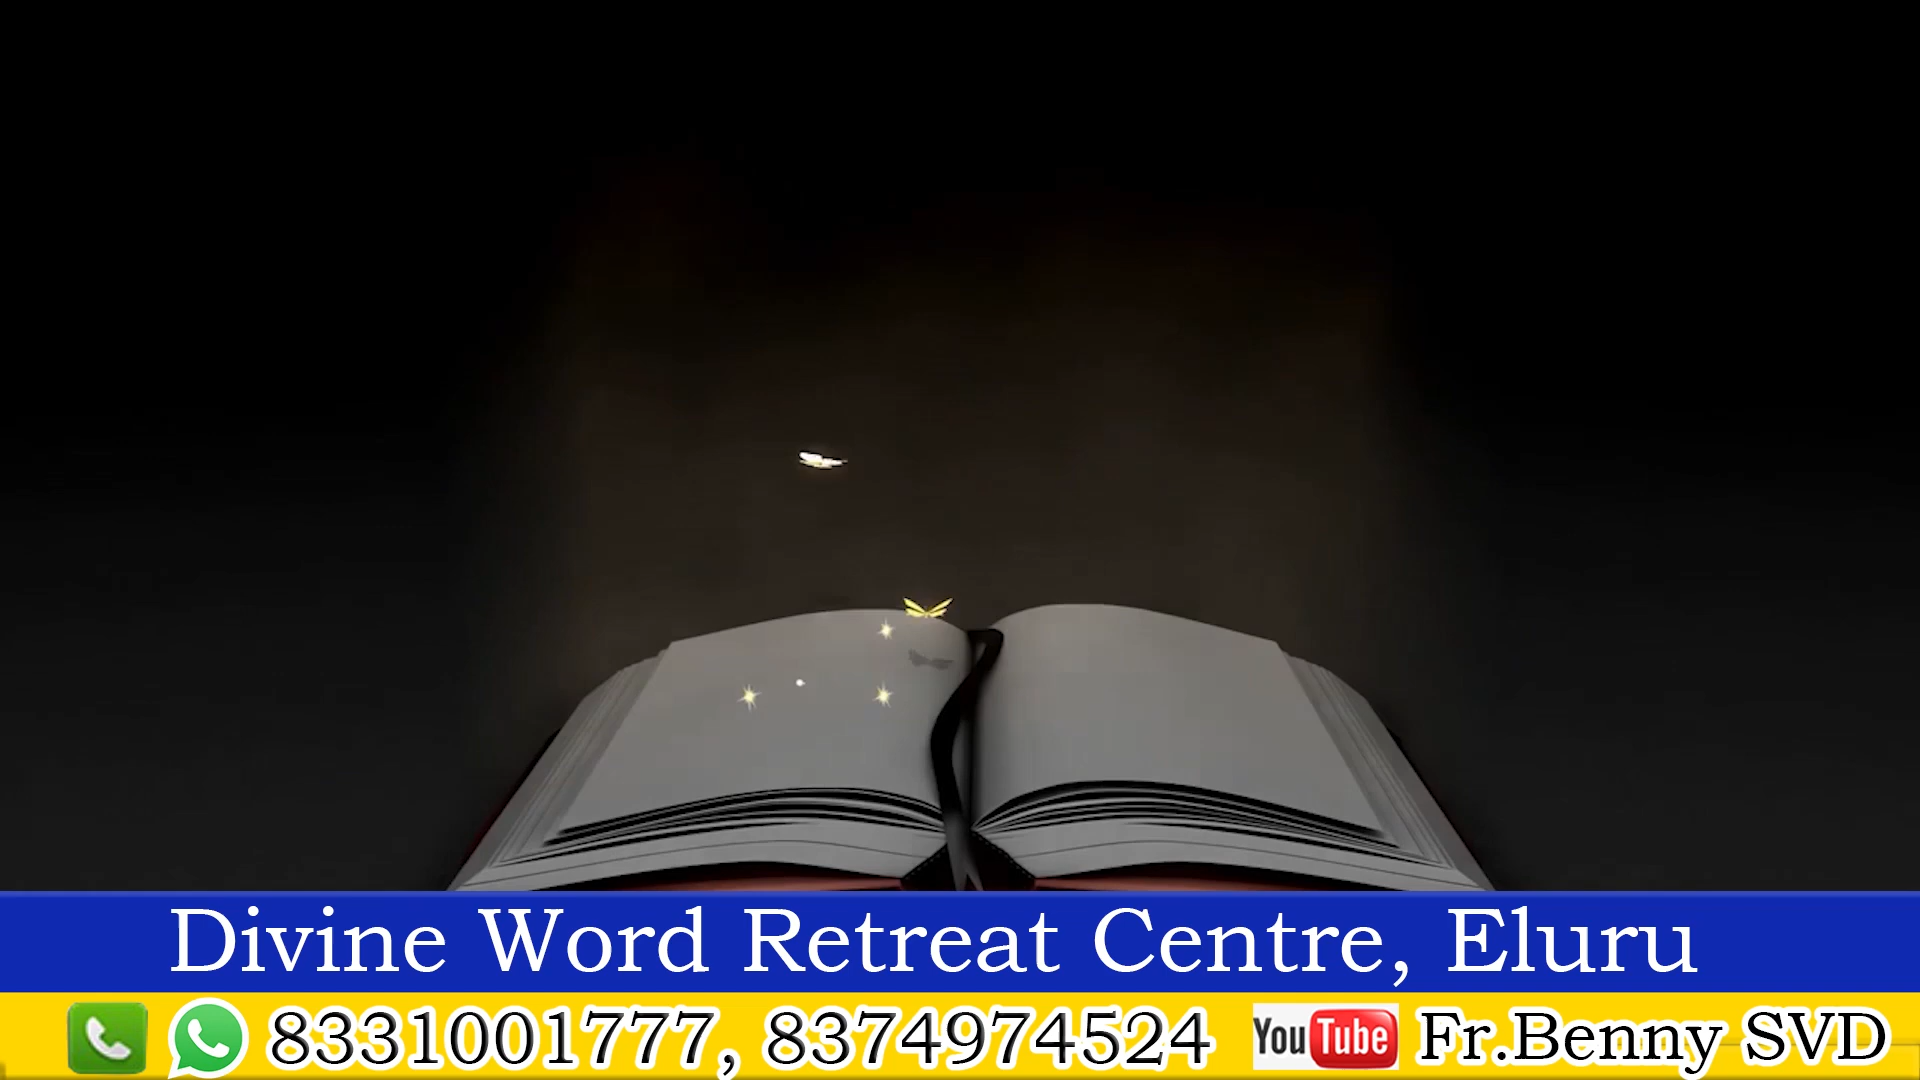 Divine Word Retreat Centre, Eluru
8331001777, 8374974524 YouTube Fr.Benny SVD